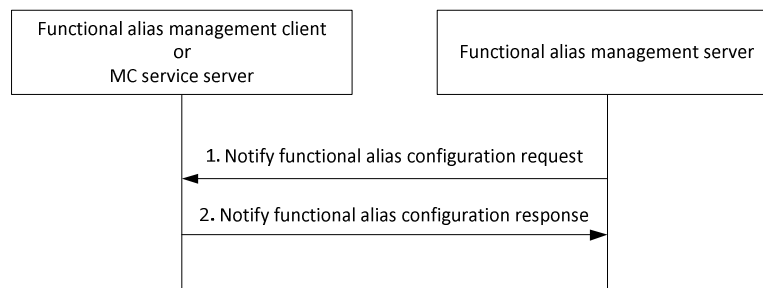 Functional alias management client
or
MC service server
Functional alias management server
1. Notify functional alias configuration request
2. Notify functional alias configuration response